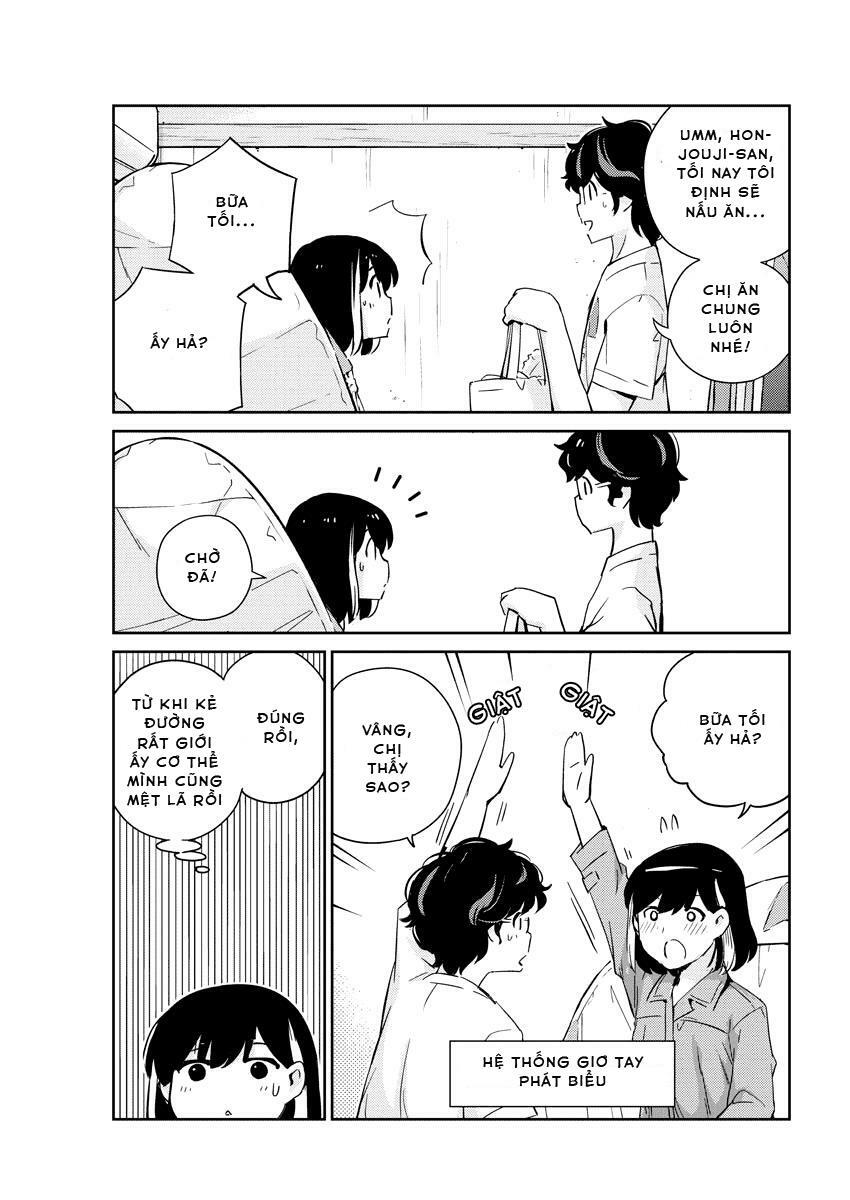 UMM, HON-
JOUJI-SAN,
TỐI NAY TÔI
ĐỊNH SẼ
NẤU ĂN...
CHỊ ĂN
CHUNG
LUÔN
NHÉ!
BỮA
TỐI...
ẤY HẢ?
CHỜ
ĐÃ!
BỮA TỐI
ẤY HẢ?
GIẬT
GIẬT
VÂNG,
CHỊ
THẤY
SAO?
HỆ THỐNG GIƠ TAY
PHÁT BIỂU
ĐÚNG
RỒI,
TỪ KHI KẺ
ĐƯỜNG
RẤT GIỚI
ẤY CƠ THỂ
MÌNH CŨNG
MỆT LÃ RỒI